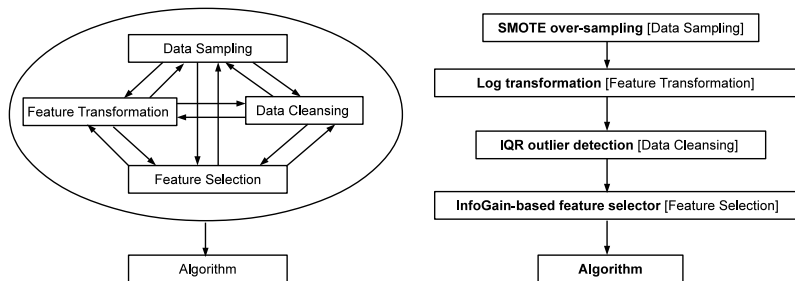 Data Sampling
Feature Transformation
Data Cleansing
Feature Selection
Algorithm
SMOTE over-sampling [Data Sampling]
Log transformation [Feature Transformation]
IQR outlier detection [Data Cleansing]
InfoGain-based feature selector [Feature Selection]
Algorithm